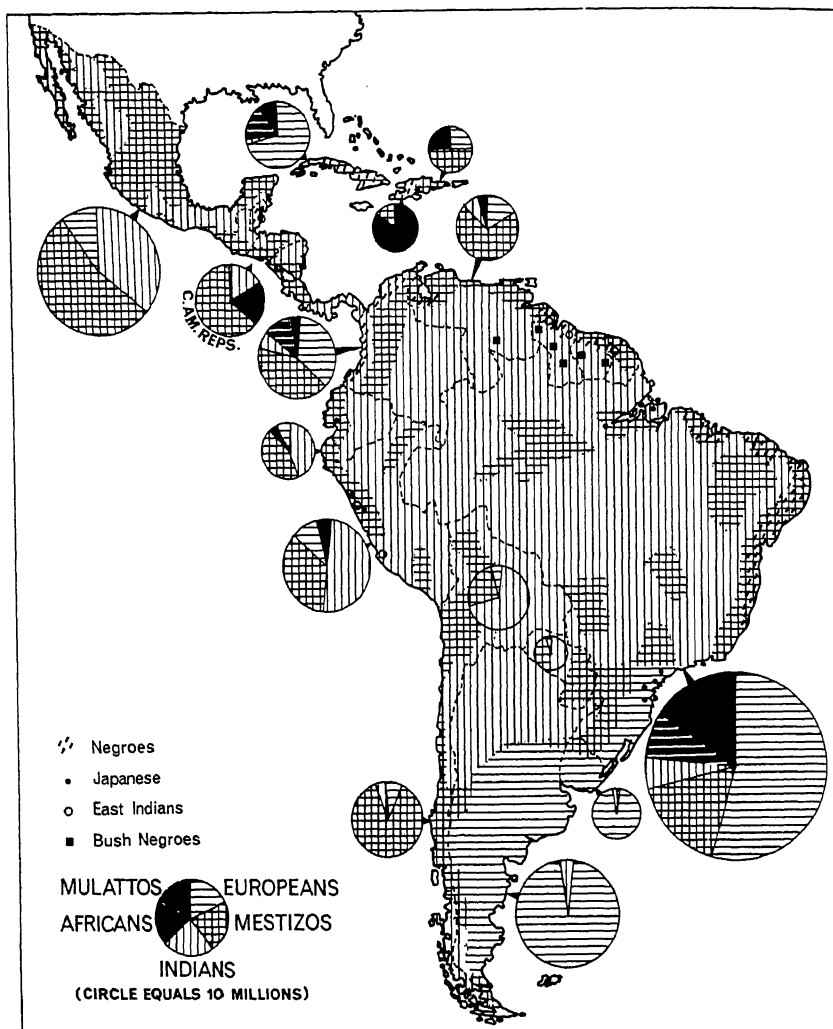 C. AM. REPS.
Negroes
Japanese
East Indians
Bush Negroes
MULATTOS EUROPEANS
AFRICANS MESTIZOS
INDIANS
(CIRCLE EQUALS 10 MILLIONS)